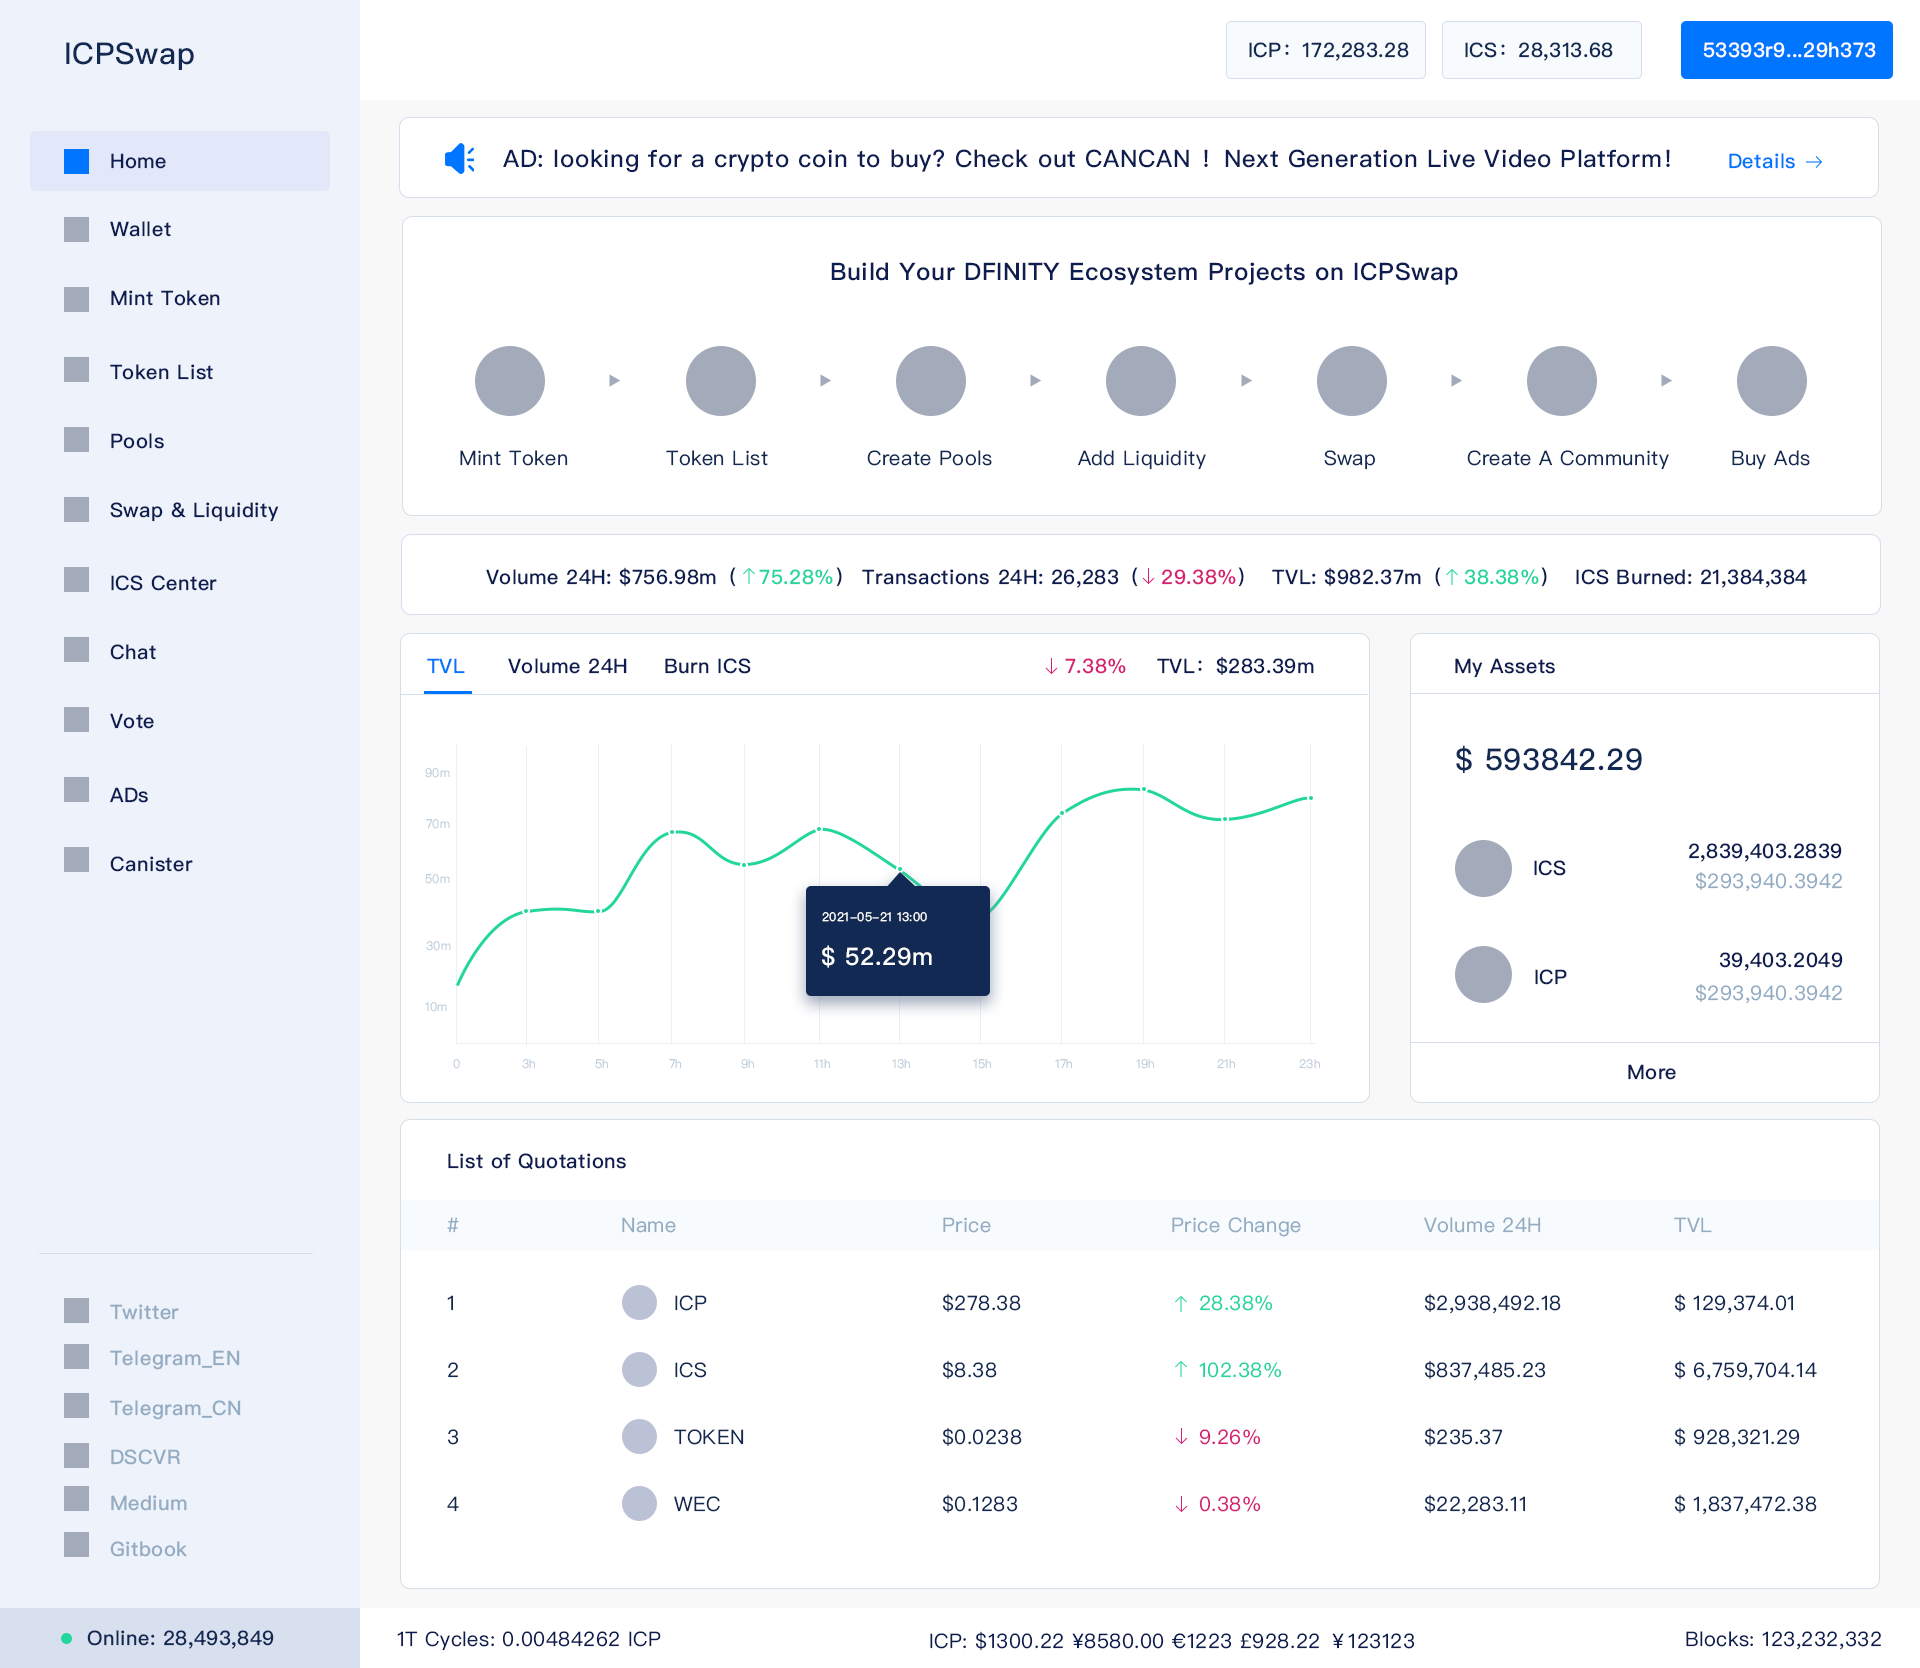 ICPSwap
ICP: 172,283.28
ICS: 28,313.68
53393r9...29h373
Home
Wallet
Mint Token
Token List
Pools
Swap & Liquidity
ICS Center
Chat
Vote
ADs
Canister
Twitter
Telegram_EN
Telegram_CN
DSCVR
Medium
Gitbook
Online: 28,493,849
AD: looking for a crypto coin to buy? Check out CANCAN ! Next Generation Live Video Platform!
Details →
Build Your DFINITY Ecosystem Projects on ICPSwap
Mint Token
Token List
Create Pools
Add Liquidity
Swap
Create A Community
Buy Ads
Volume 24H: $756.98m (↑75.28%) Transactions 24H: 26,283 (↓29.38%) TVL: $982.37m (↑38.38%) ICS Burned: 21,384,384
TVL Volume 24H Burn ICS ↓7.38% TVL: $283.39m
90m
70m
50m
30m
10m
2021-05-21 13:00
$ 52.29m
0 3h 5h 7h 9h 11h 13h 15h 17h 19h 21h 23h
My Assets
$ 593842.29
ICS 2,839,403.2839
$293,940.3942
ICP 39,403.2049
$293,940.3942
More
List of Quotations
# Name Price Price Change Volume 24H TVL
1 ICP $278.38 ↑ 28.38% $2,938,492.18 $ 129,374.01
2 ICS $8.38 ↑ 102.38% $837,485.23 $ 6,759,704.14
3 TOKEN $0.0238 ↓ 9.26% $235.37 $ 928,321.29
4 WEC $0.1283 ↓ 0.38% $22,283.11 $ 1,837,472.38
1T Cycles: 0.00484262 ICP
ICP: $1300.22 ¥8580.00 €1223 £928.22 ¥123123
Blocks: 123,232,332